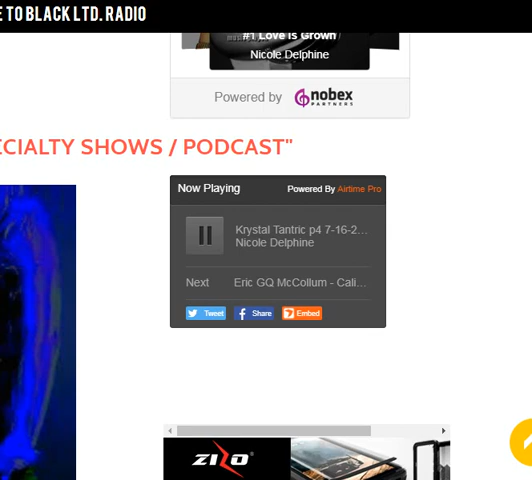 E TO BLACK LTD. RADIO
#1 Love Is Grown
Nicole Delphine
Powered by nobex
PARTNERS
ECIALTY SHOWS / PODCAST"
Now Playing Powered By Airtime Pro
Krystal Tantric p4 7-16-2...
Nicole Delphine
Next Eric GQ McCollum - Cali...
Tweet Share Embed
ZIZO